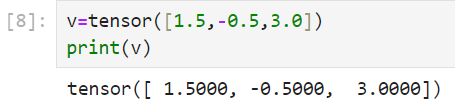 [8]: v=tensor([1.5,-0.5,3.0])
print(v)
tensor([ 1.5000, -0.5000,  3.0000])